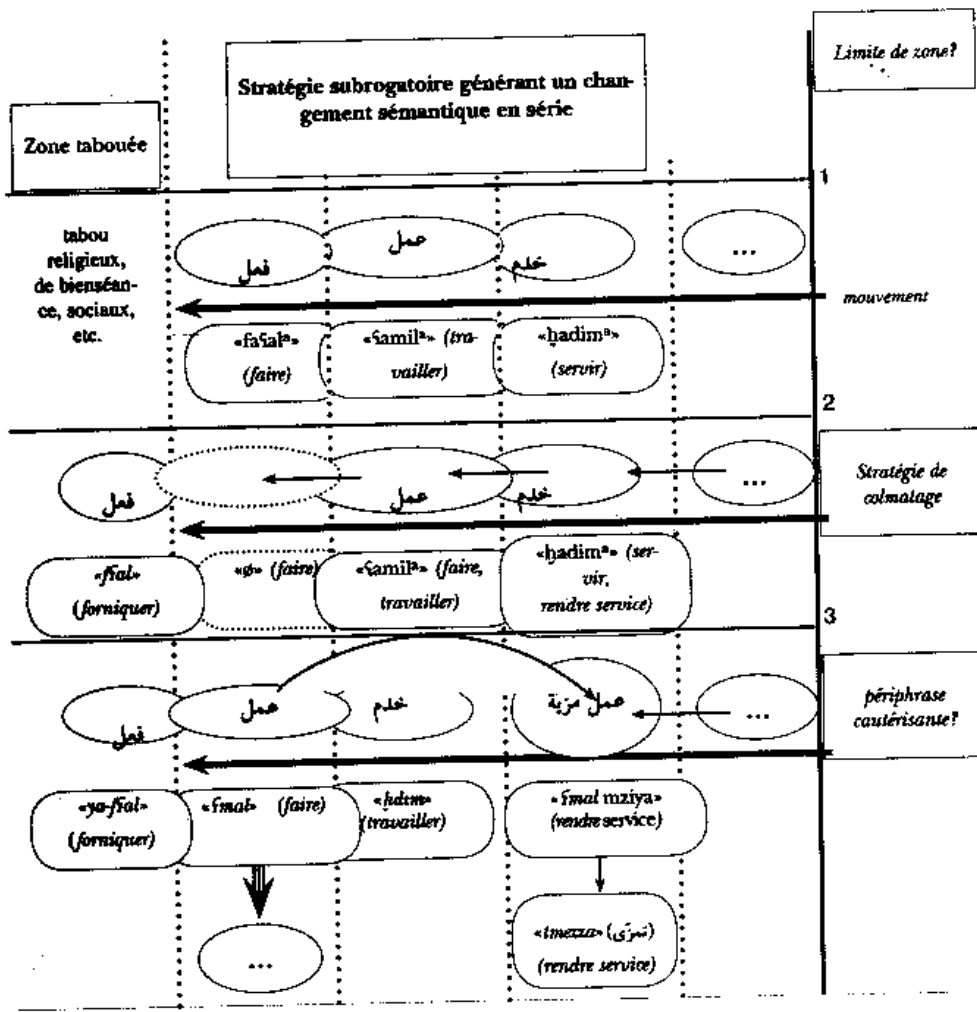 Limite de zone?
Stratégie subrogatoire générant un chan-
gement sémantique en série
Zone tabouée
1
tabou
religieux,
de bienséan-
ce, sociaux,
etc.
فعل
عمل
خدم
...
mouvement
«faʕalᵃ»
(faire)
«ʕamilᵃ» (tra-
vailler)
«ḫadimᵃ»
(servir)
2
فعل
عمل
خدم
...
Stratégie de
colmatage
«fʕal»
(forniquer)
«ø» (faire)
«ʕamilᵃ» (faire,
travailler)
«ḫadimᵃ» (ser-
vir,
rendre service)
3
فعل
عمل
خدم
عمل مزية
...
périphrase
cautérisante?
«ya-fʕal»
(forniquer)
«ʕmal» (faire)
«ḫdim»
(travailler)
«ʕmal mziya»
(rendre service)
...
«tmezza» (تمزّى)
(rendre service)